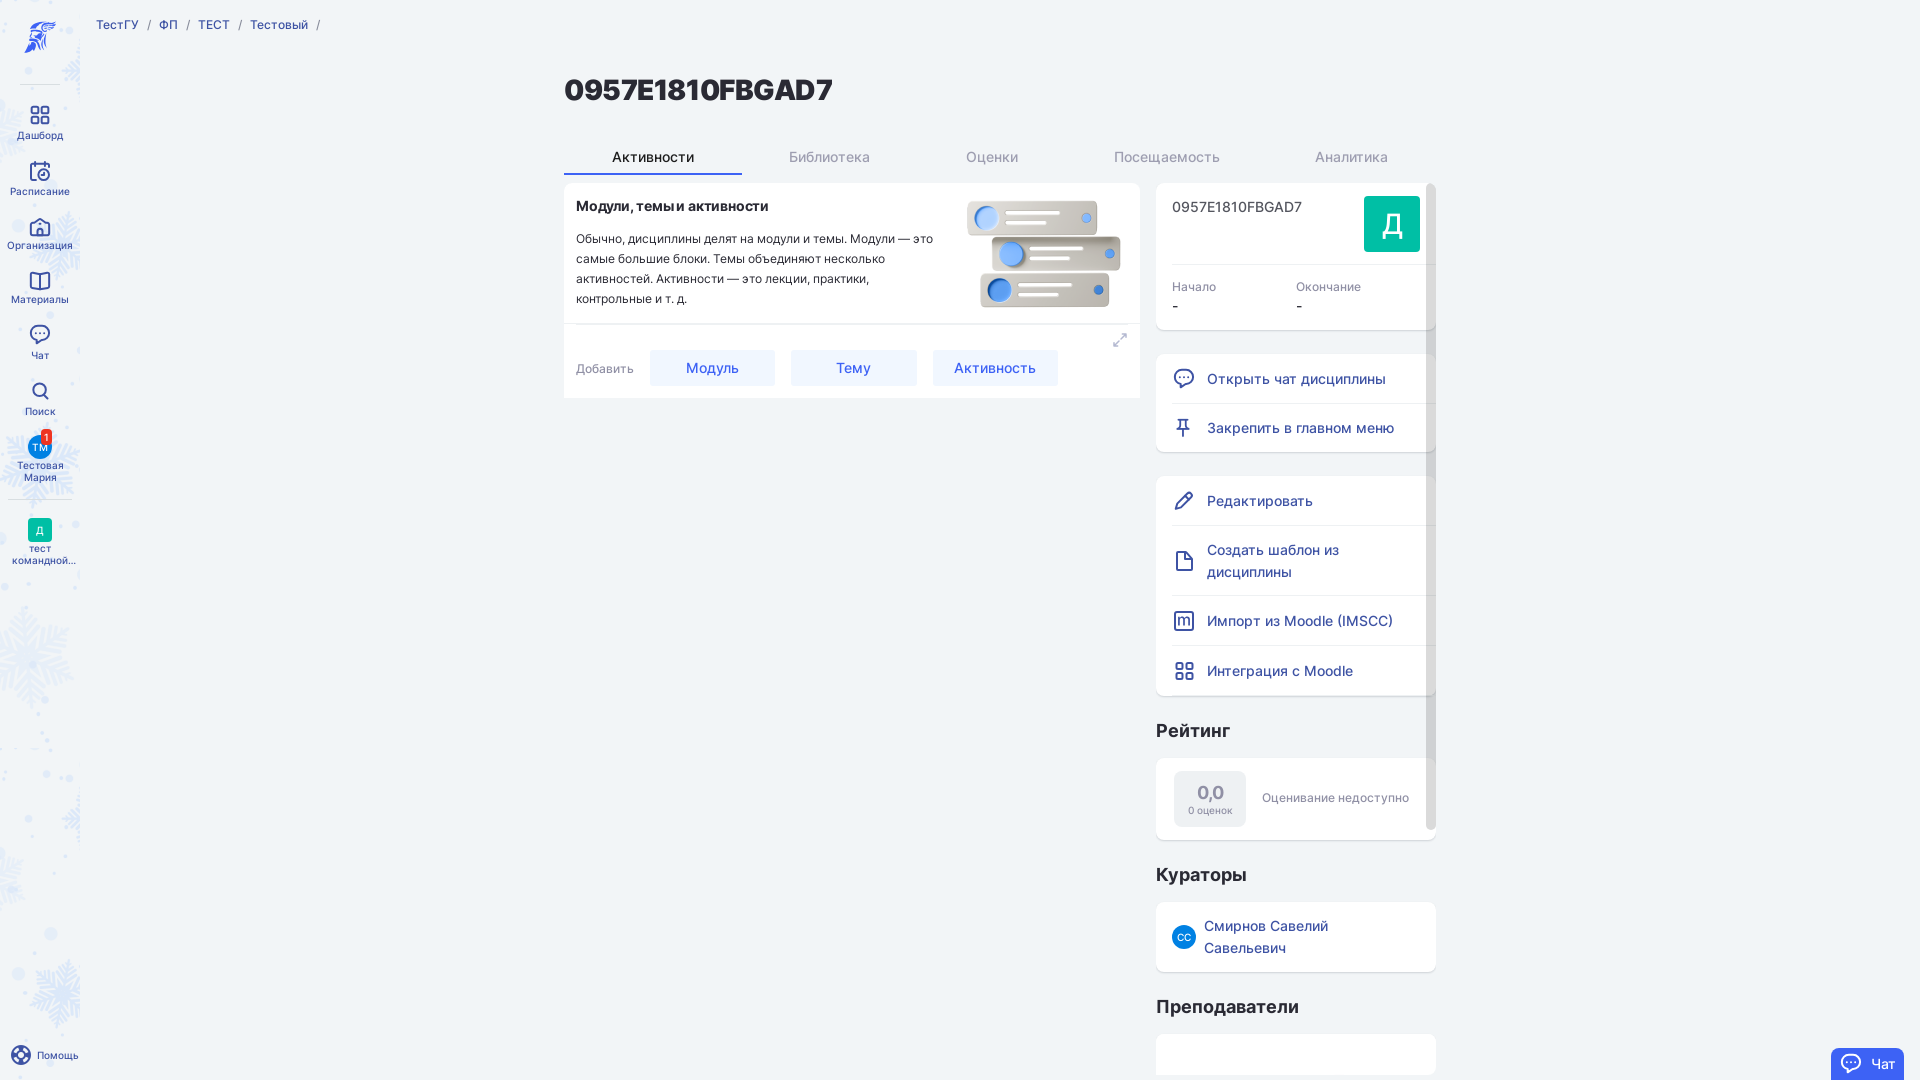 ТестГУ / ФП / ТЕСТ / Тестовый /
Дашборд
Расписание
Организация
Материалы
Чат
Поиск
ТМ
1
Тестовая
Мария
Д
тест
командной...
Помощь
0957E1810FBGAD7
Активности
Библиотека
Оценки
Посещаемость
Аналитика
Модули, темы и активности
Обычно, дисциплины делят на модули и темы. Модули — это
самые большие блоки. Темы объединяют несколько
активностей. Активности — это лекции, практики,
контрольные и т. д.
Добавить
Модуль
Тему
Активность
0957E1810FBGAD7
Д
Начало
Окончание
-
-
Открыть чат дисциплины
Закрепить в главном меню
Редактировать
Создать шаблон из
дисциплины
Импорт из Moodle (IMSCC)
Интеграция с Moodle
Рейтинг
0,0
0 оценок
Оценивание недоступно
Кураторы
СС
Смирнов Савелий
Савельевич
Преподаватели
Чат